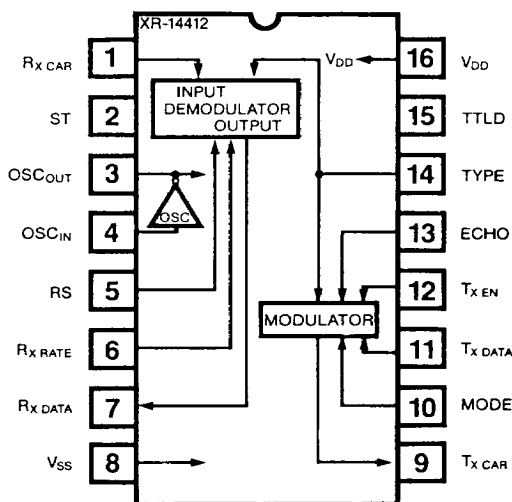 XR-14412
RX CAR 1
ST 2
OSCOUT 3
OSCIN 4
RS 5
RX RATE 6
RX DATA 7
VSS 8
INPUT
DEMODULATOR
OUTPUT
OSC
VDD
MODULATOR
16 VDD
15 TTLD
14 TYPE
13 ECHO
12 TX EN
11 TX DATA
10 MODE
9 TX CAR